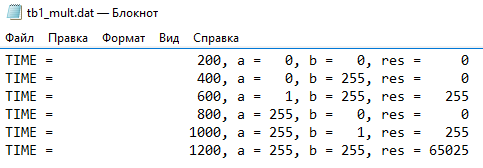 tb1_mult.dat — Блокнот
Файл Правка Формат Вид Справка
TIME =                  200, a =   0, b =   0, res =     0
TIME =                  400, a =   0, b = 255, res =     0
TIME =                  600, a =   1, b = 255, res =   255
TIME =                  800, a = 255, b =   0, res =     0
TIME =                 1000, a = 255, b =   1, res =   255
TIME =                 1200, a = 255, b = 255, res = 65025